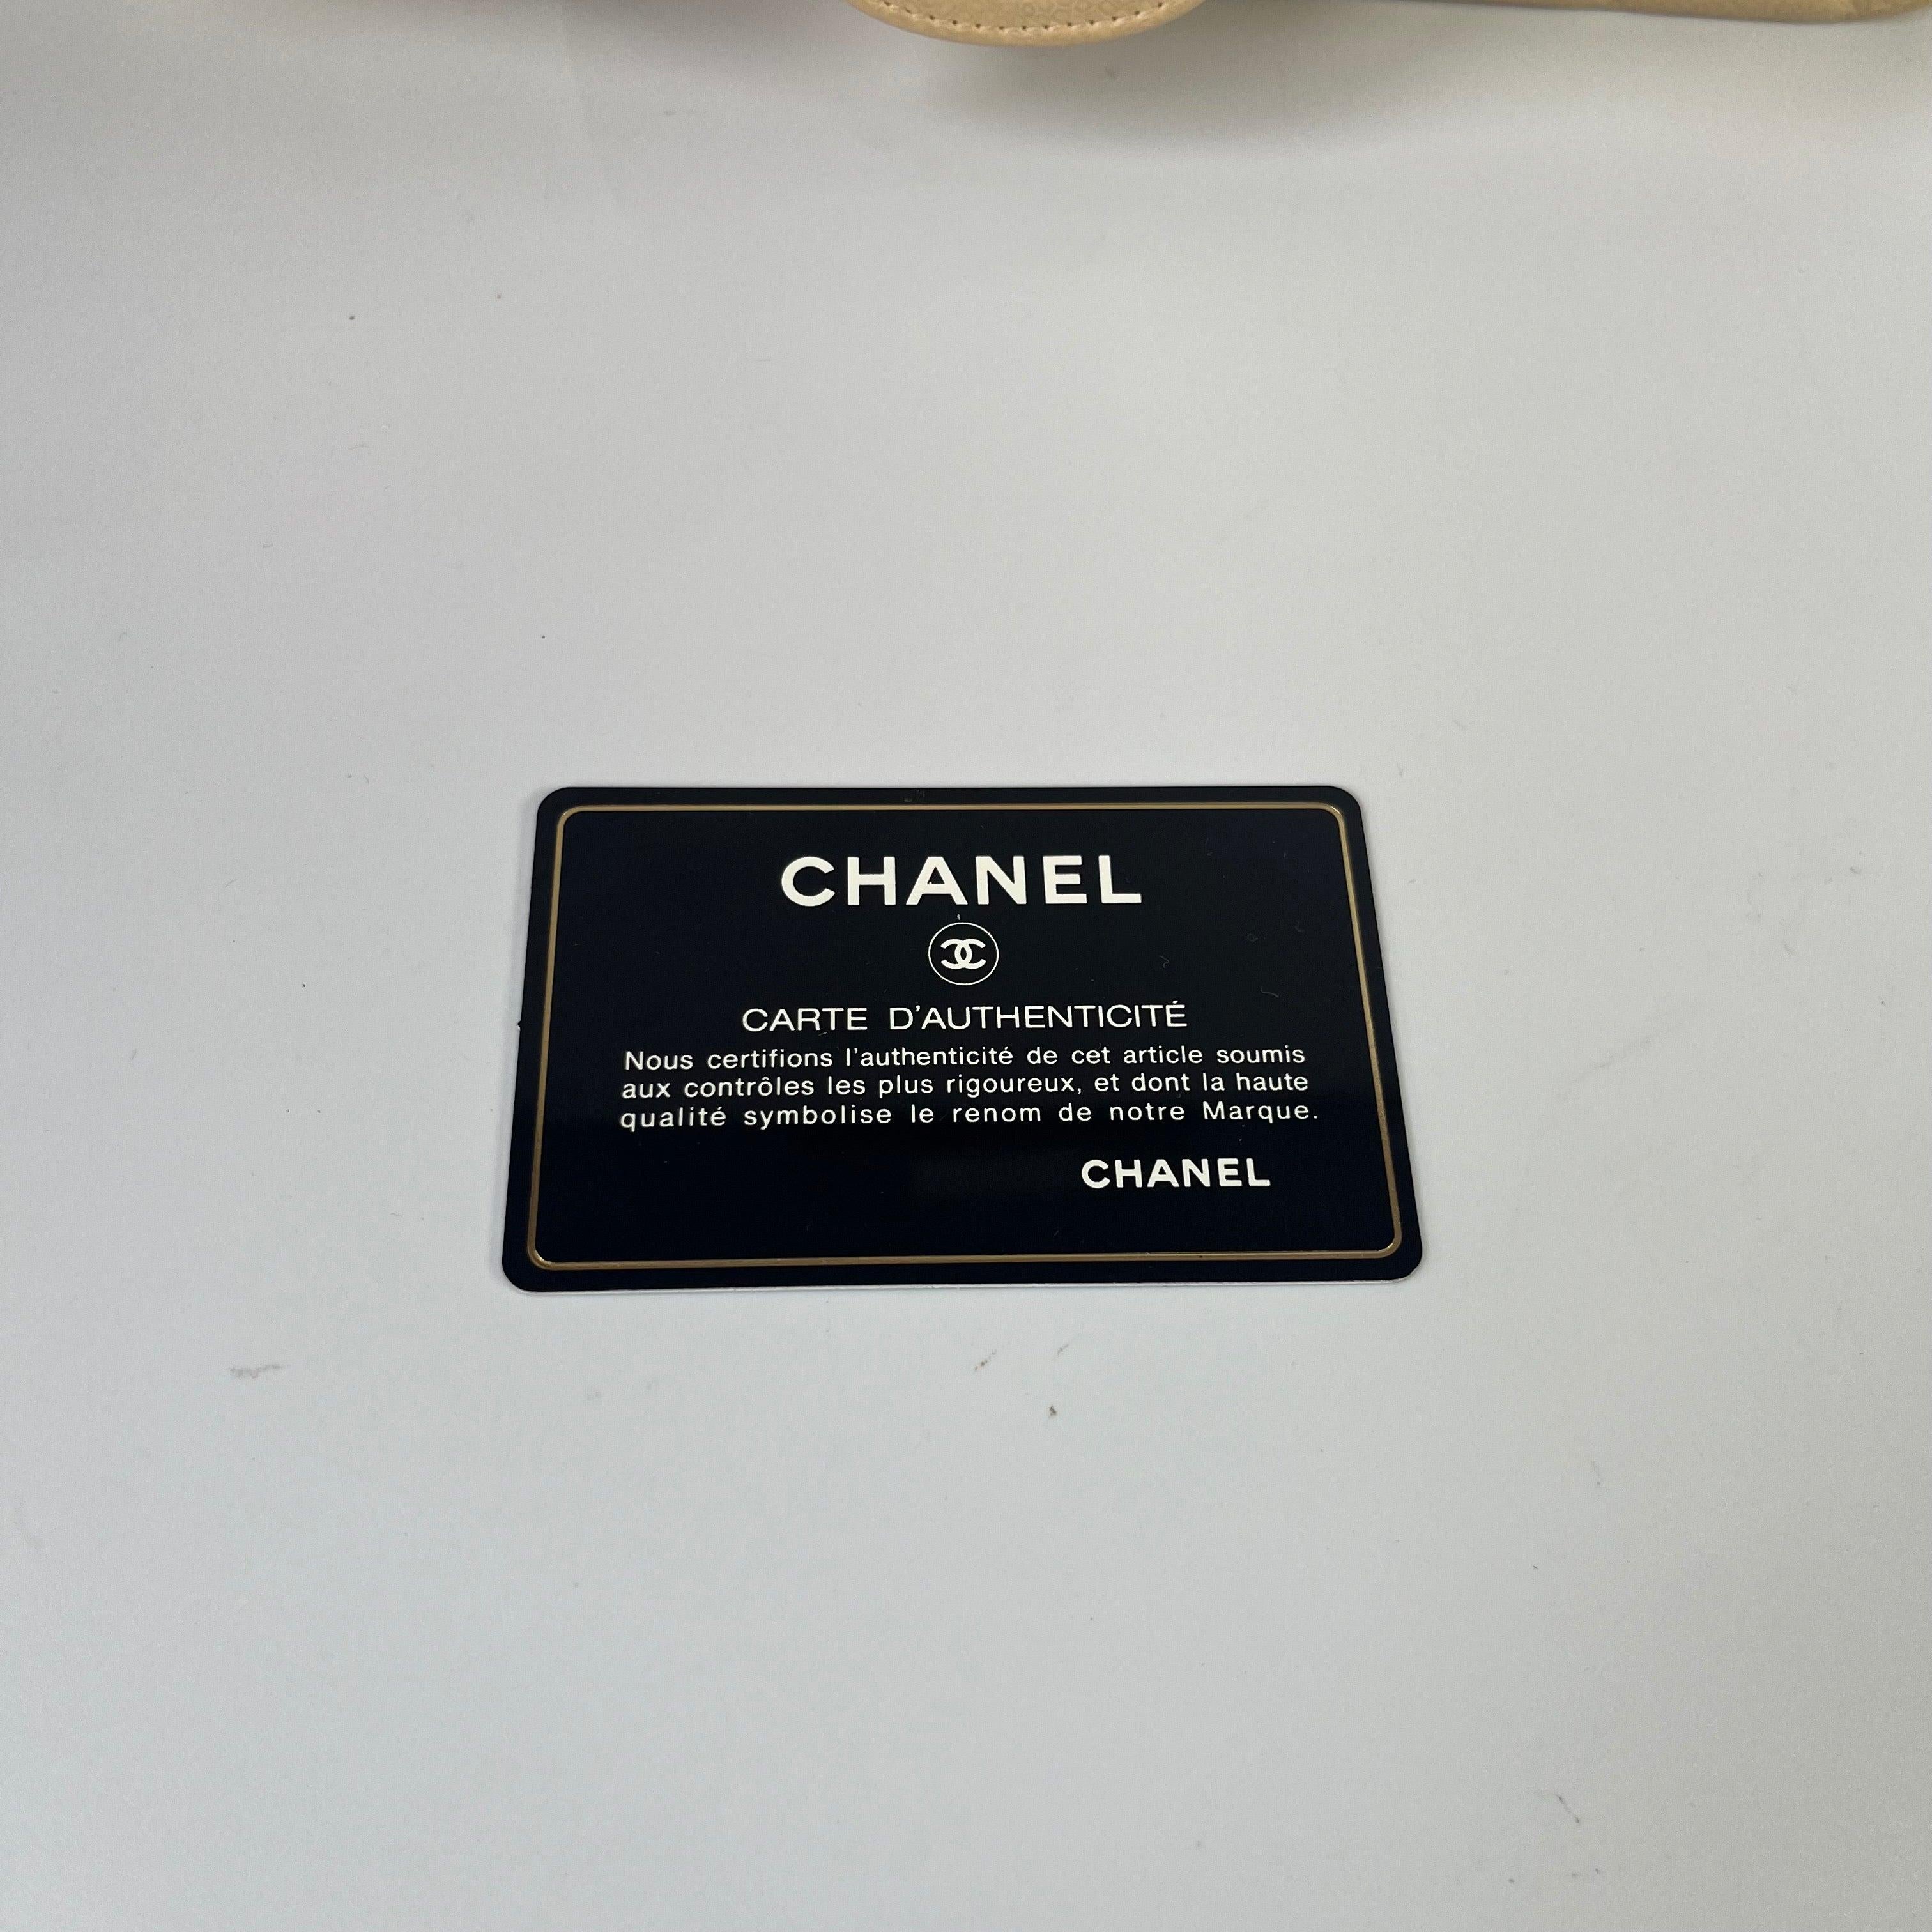 CHANEL
CARTE D'AUTHENTICITÉ
Nous certifions l'authenticité de cet article soumis
aux contrôles les plus rigoureux, et dont la haute
qualité symbolise le renom de notre Marque.
CHANEL